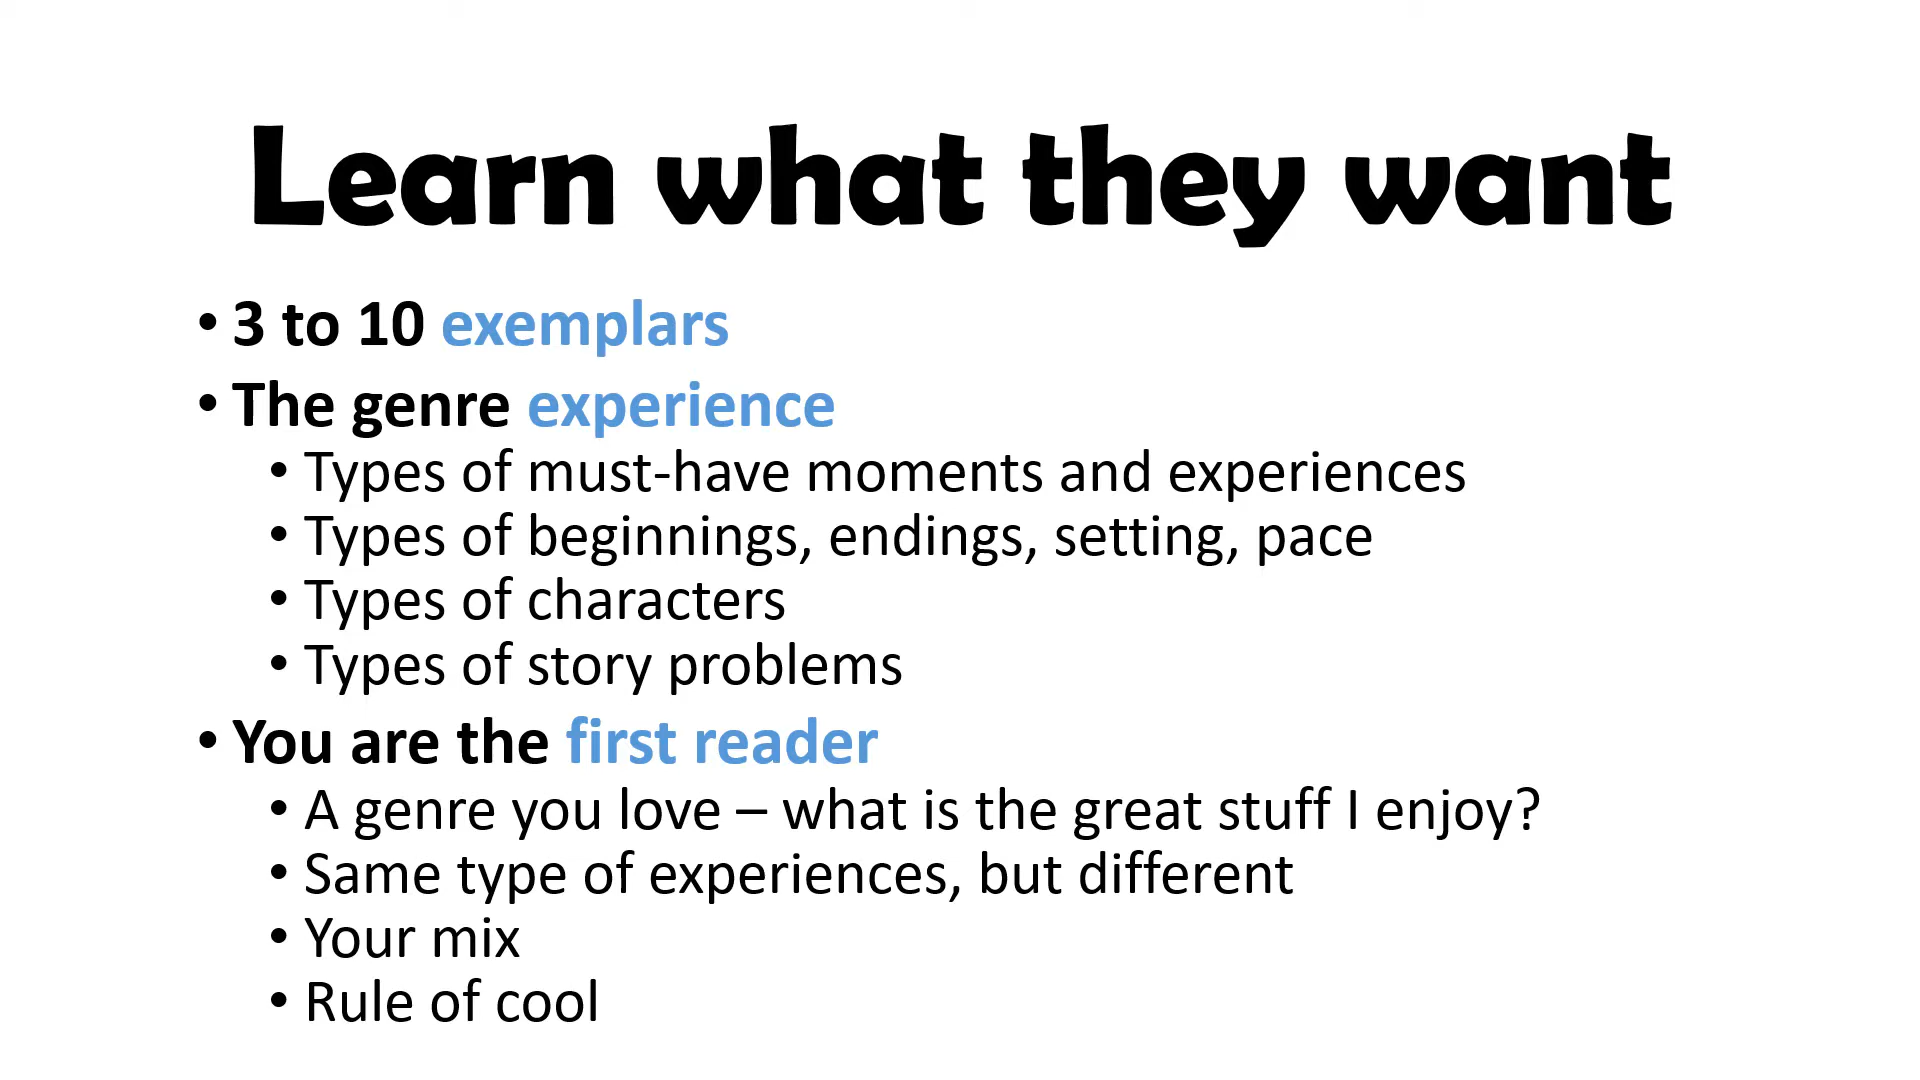 Learn what they want
• 3 to 10 exemplars
• The genre experience
• Types of must-have moments and experiences
• Types of beginnings, endings, setting, pace
• Types of characters
• Types of story problems
• You are the first reader
• A genre you love – what is the great stuff I enjoy?
• Same type of experiences, but different
• Your mix
• Rule of cool